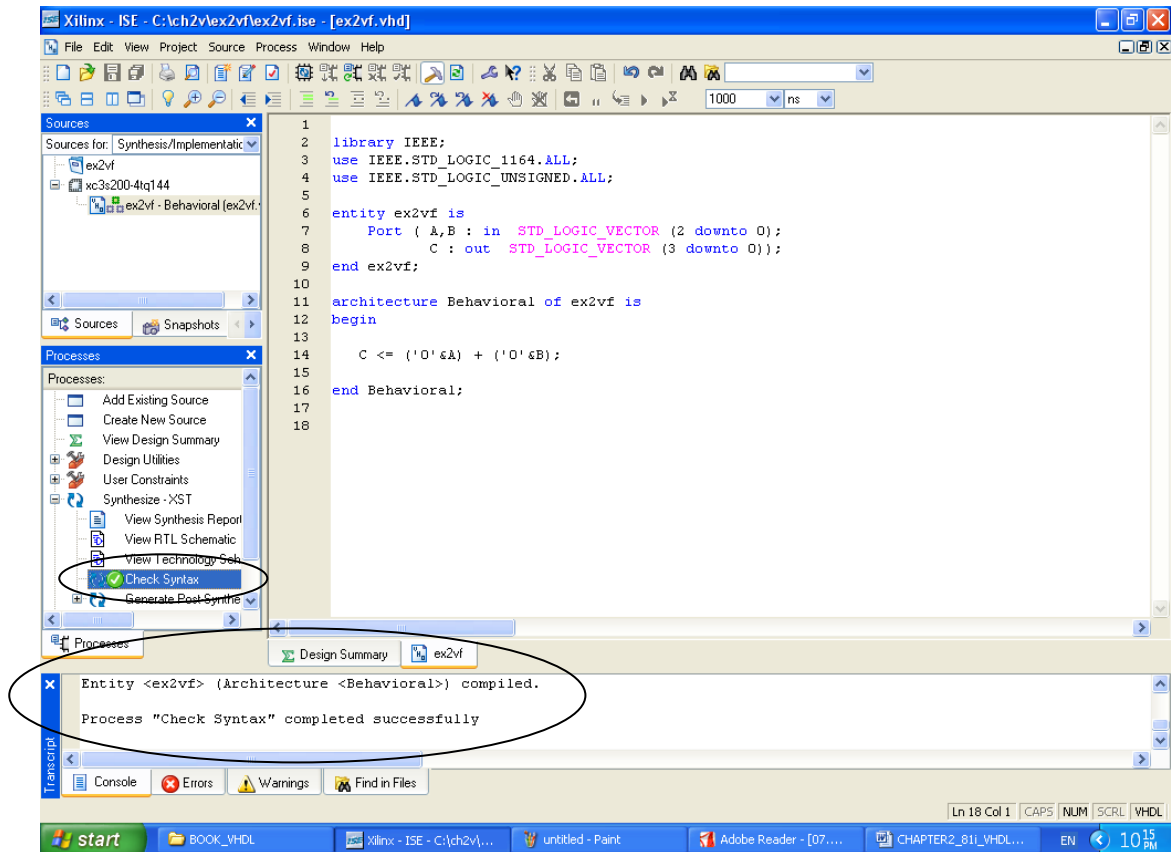 Xilinx - ISE - C:\ch2v\ex2vf\ex2vf.ise - [ex2vf.vhd]
File Edit View Project Source Process Window Help
1000 ns
Sources
Sources for: Synthesis/Implementatic
ex2vf
xc3s200-4tq144
ex2vf - Behavioral (ex2vf.
Sources Snapshots
Processes
Processes:
Add Existing Source
Create New Source
View Design Summary
Design Utilities
User Constraints
Synthesize - XST
View Synthesis Report
View RTL Schematic
View Technology Sch
Check Syntax
Generate Post-Synthe
Processes
1
2 library IEEE;
3 use IEEE.STD_LOGIC_1164.ALL;
4 use IEEE.STD_LOGIC_UNSIGNED.ALL;
5
6 entity ex2vf is
7 Port ( A,B : in STD_LOGIC_VECTOR (2 downto 0);
8 C : out STD_LOGIC_VECTOR (3 downto 0));
9 end ex2vf;
10
11 architecture Behavioral of ex2vf is
12 begin
13
14 C <= ('0'&A) + ('0'&B);
15
16 end Behavioral;
17
18
Design Summary ex2vf
Entity <ex2vf> (Architecture <Behavioral>) compiled.
Process "Check Syntax" completed successfully
Transcript
Console Errors Warnings Find in Files
Ln 18 Col 1 CAPS NUM SCRL VHDL
start BOOK_VHDL Xilinx - ISE - C:\ch2v\... untitled - Paint Adobe Reader - [07.... CHAPTER2_81i_VHDL... EN 10:15 PM